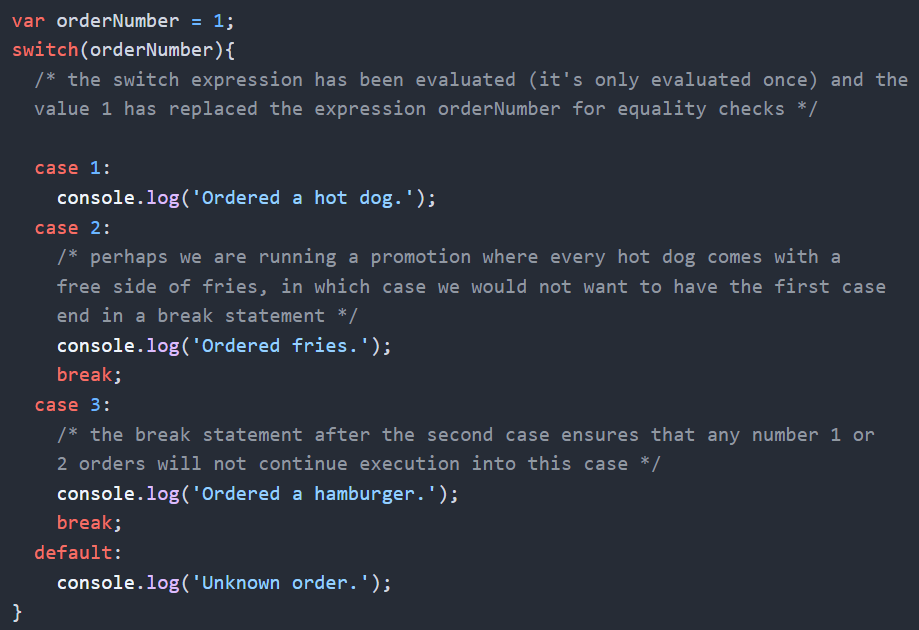 var orderNumber = 1;
switch(orderNumber){
  /* the switch expression has been evaluated (it's only evaluated once) and the
  value 1 has replaced the expression orderNumber for equality checks */

  case 1:
    console.log('Ordered a hot dog.');
  case 2:
    /* perhaps we are running a promotion where every hot dog comes with a
    free side of fries, in which case we would not want to have the first case
    end in a break statement */
    console.log('Ordered fries.');
    break;
  case 3:
    /* the break statement after the second case ensures that any number 1 or
    2 orders will not continue execution into this case */
    console.log('Ordered a hamburger.');
    break;
  default:
    console.log('Unknown order.');
}